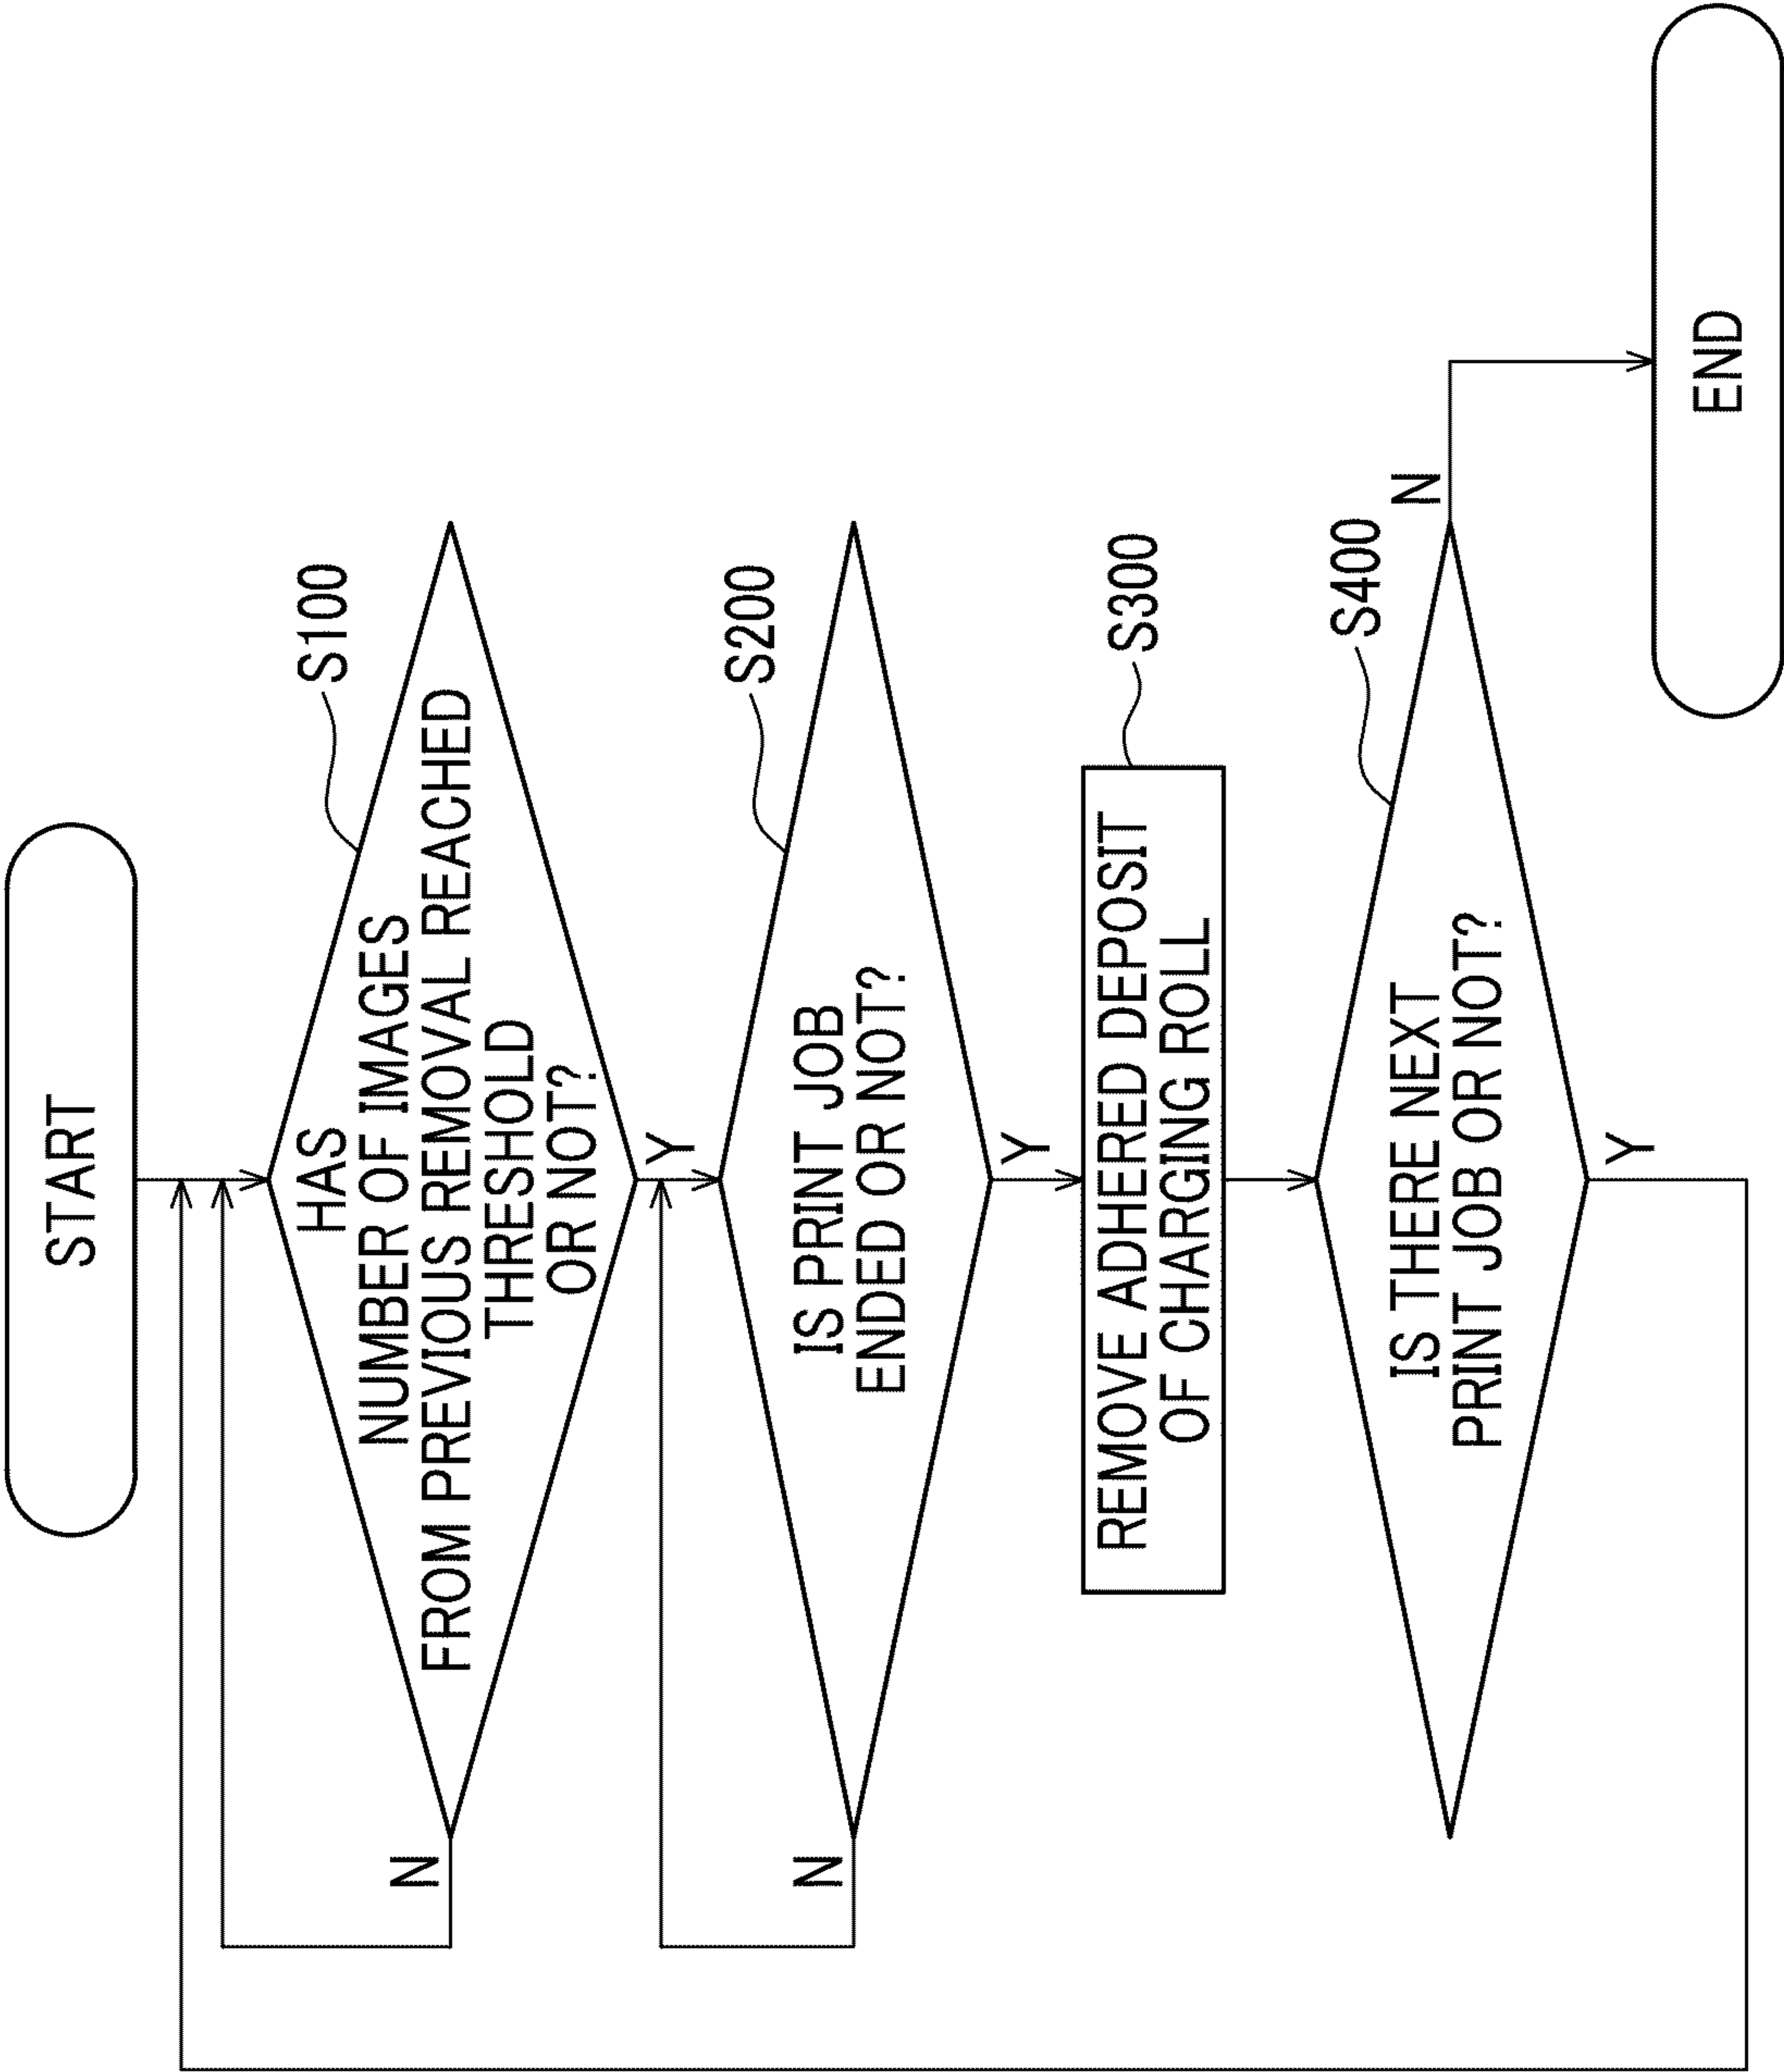 START
HAS
NUMBER OF IMAGES
FROM PREVIOUS REMOVAL REACHED
THRESHOLD
OR NOT?
S100
N
Y
IS PRINT JOB
ENDED OR NOT?
S200
N
Y
REMOVE ADHERED DEPOSIT
OF CHARGING ROLL
S300
IS THERE NEXT
PRINT JOB OR NOT?
S400
N
Y
END